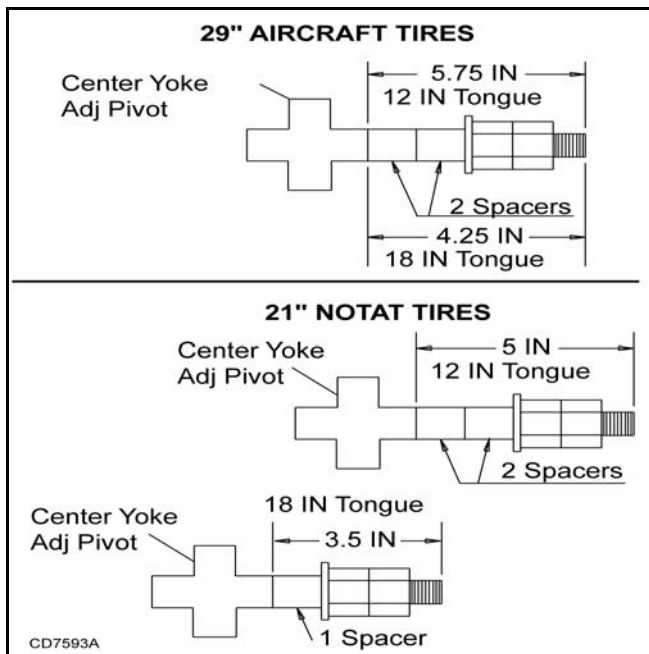 29" AIRCRAFT TIRES
Center Yoke
Adj Pivot
5.75 IN
12 IN Tongue
2 Spacers
4.25 IN
18 IN Tongue
21" NOTAT TIRES
Center Yoke
Adj Pivot
5 IN
12 IN Tongue
2 Spacers
18 IN Tongue
3.5 IN
Center Yoke
Adj Pivot
1 Spacer
CD7593A